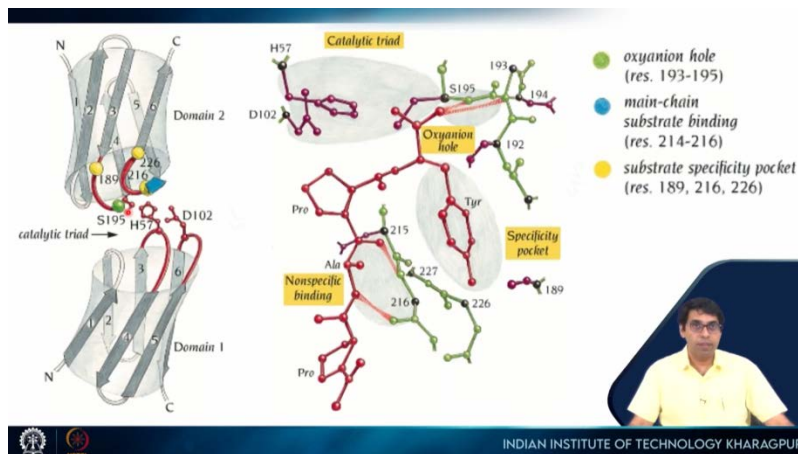 N
C
1
2
3
5
6
4
Domain 2
189
226
216
S195
H57
D102
catalytic triad
3
6
1
2
4
5
Domain 1
N
C
H57
Catalytic triad
193
S195
194
D102
Oxyanion
hole
192
Pro
Tyr
215
Specificity
pocket
Ala
227
Nonspecific
binding
189
216
226
Pro
oxyanion hole
(res. 193-195)
main-chain
substrate binding
(res. 214-216)
substrate specificity pocket
(res. 189, 216, 226)
INDIAN INSTITUTE OF TECHNOLOGY KHARAGPUR